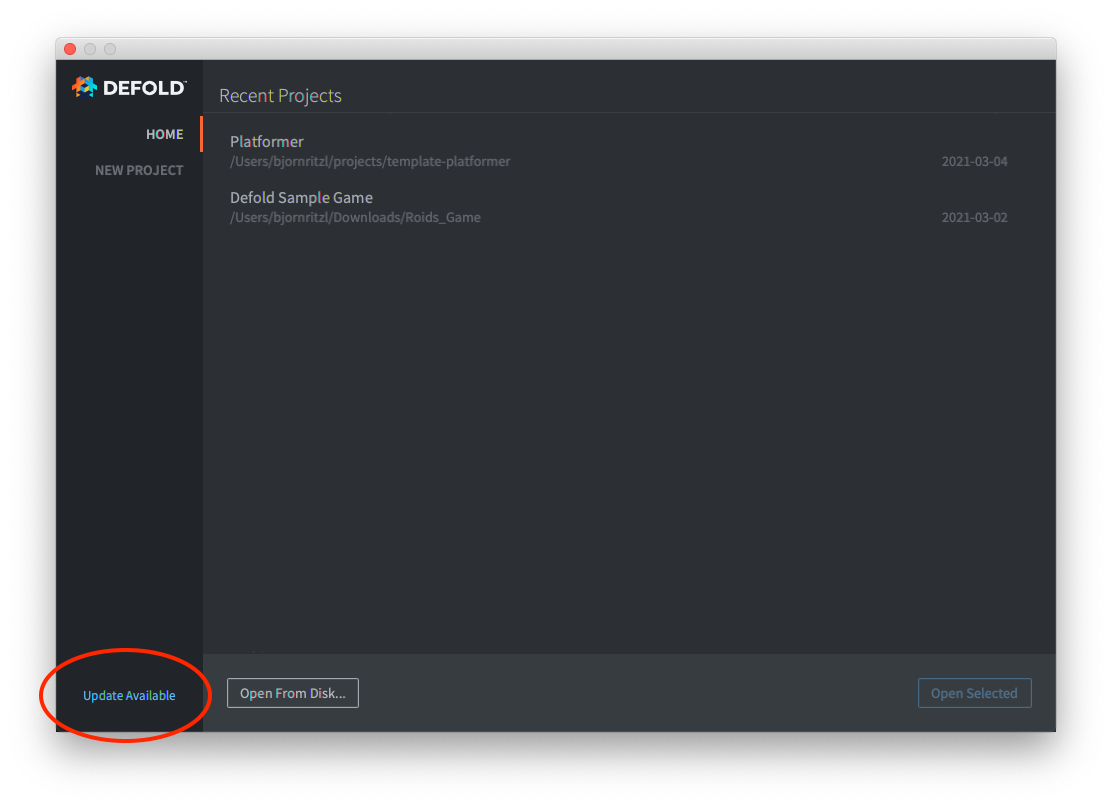 DEFOLD™
HOME
NEW PROJECT
Update Available
Recent Projects
Platformer
/Users/bjornritzl/projects/template-platformer 2021-03-04
Defold Sample Game
/Users/bjornritzl/Downloads/Roids_Game 2021-03-02
Open From Disk... Open Selected